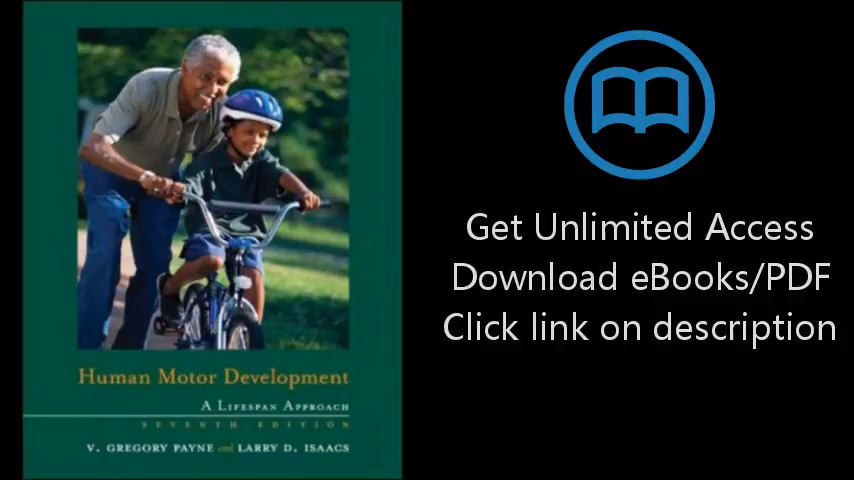 Human Motor Development
A Lifespan Approach
SEVENTH EDITION
V. GREGORY PAYNE and LARRY D. ISAACS
Get Unlimited Access
Download eBooks/PDF
Click link on description